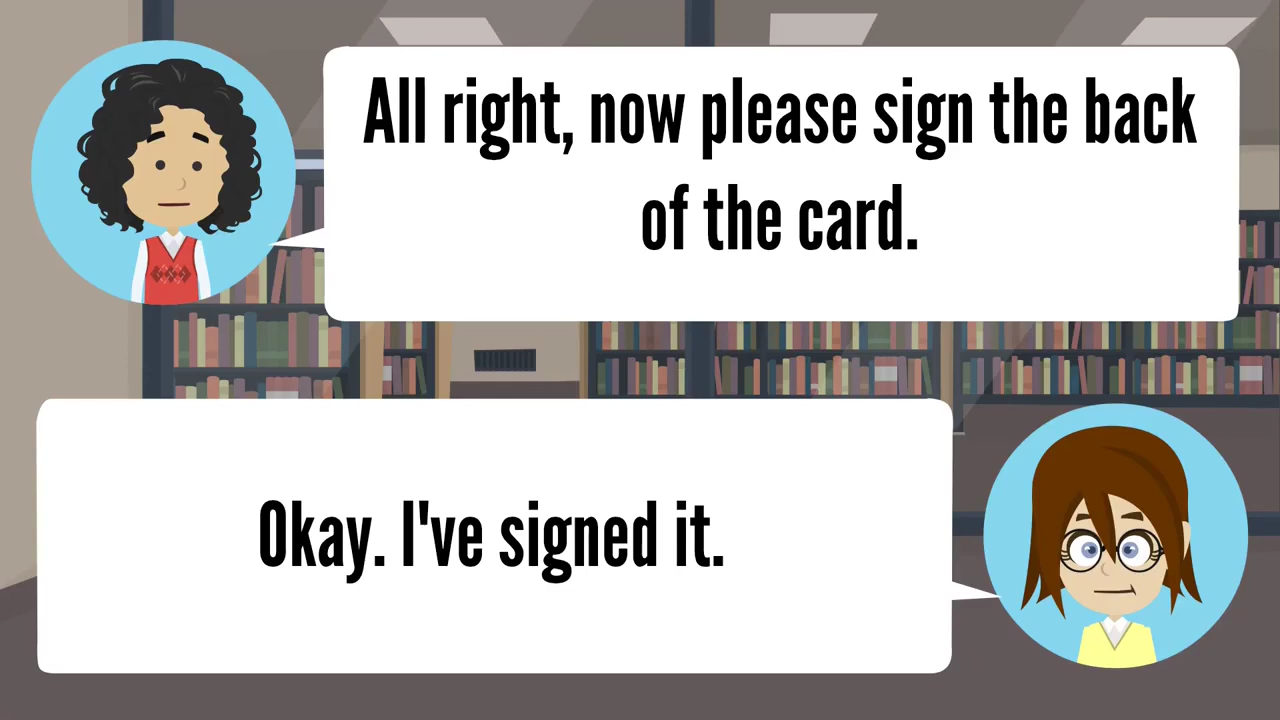 All right, now please sign the back
of the card.
Okay. I've signed it.